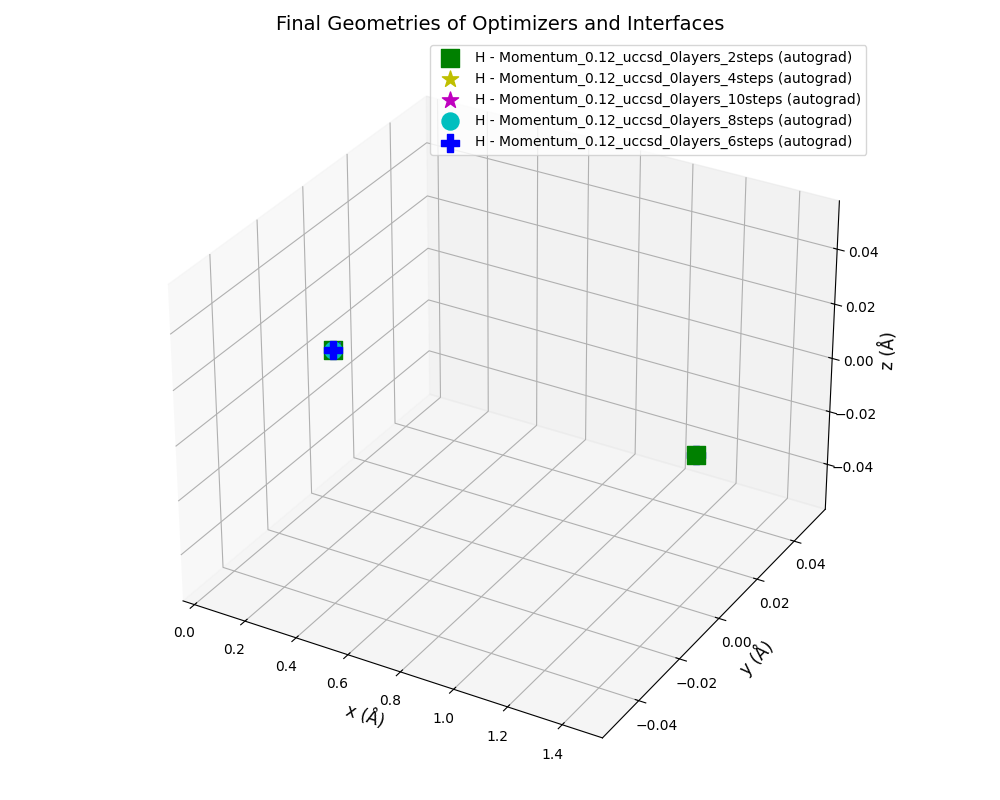 Final Geometries of Optimizers and Interfaces
H - Momentum_0.12_uccsd_0layers_2steps (autograd)
H - Momentum_0.12_uccsd_0layers_4steps (autograd)
H - Momentum_0.12_uccsd_0layers_10steps (autograd)
H - Momentum_0.12_uccsd_0layers_8steps (autograd)
H - Momentum_0.12_uccsd_0layers_6steps (autograd)
0.04
0.02
0.00
−0.02
−0.04
z (Å)
0.04
0.02
0.00
−0.02
−0.04
y (Å)
0.0
0.2
0.4
0.6
0.8
1.0
1.2
1.4
x (Å)